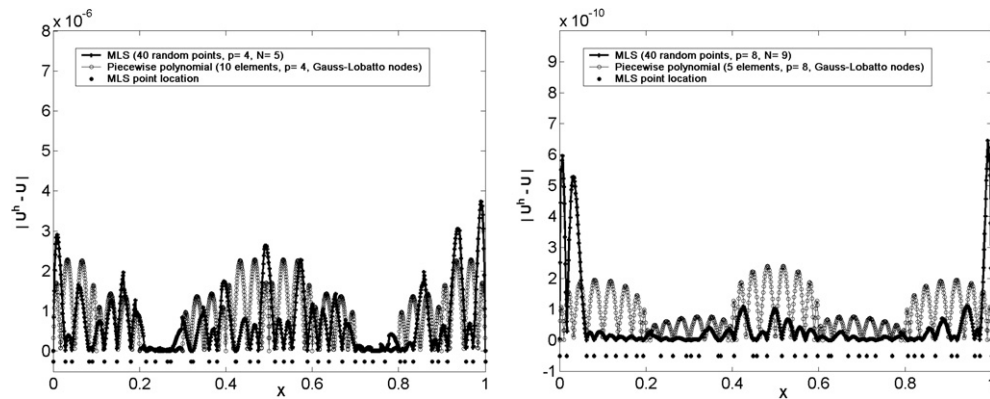 x 10^-6
8
7
6
5
4
3
2
1
0
| U^h - U |
MLS (40 random points, p= 4, N= 5)
Piecewise polynomial (10 elements, p= 4, Gauss-Lobatto nodes)
MLS point location
0 0.2 0.4 0.6 0.8 1
X
x 10^-10
9
8
7
6
5
4
3
2
1
0
-1
| U^h - U |
MLS (40 random points, p= 8, N= 9)
Piecewise polynomial (5 elements, p= 8, Gauss-Lobatto nodes)
MLS point location
0 0.2 0.4 0.6 0.8 1
X